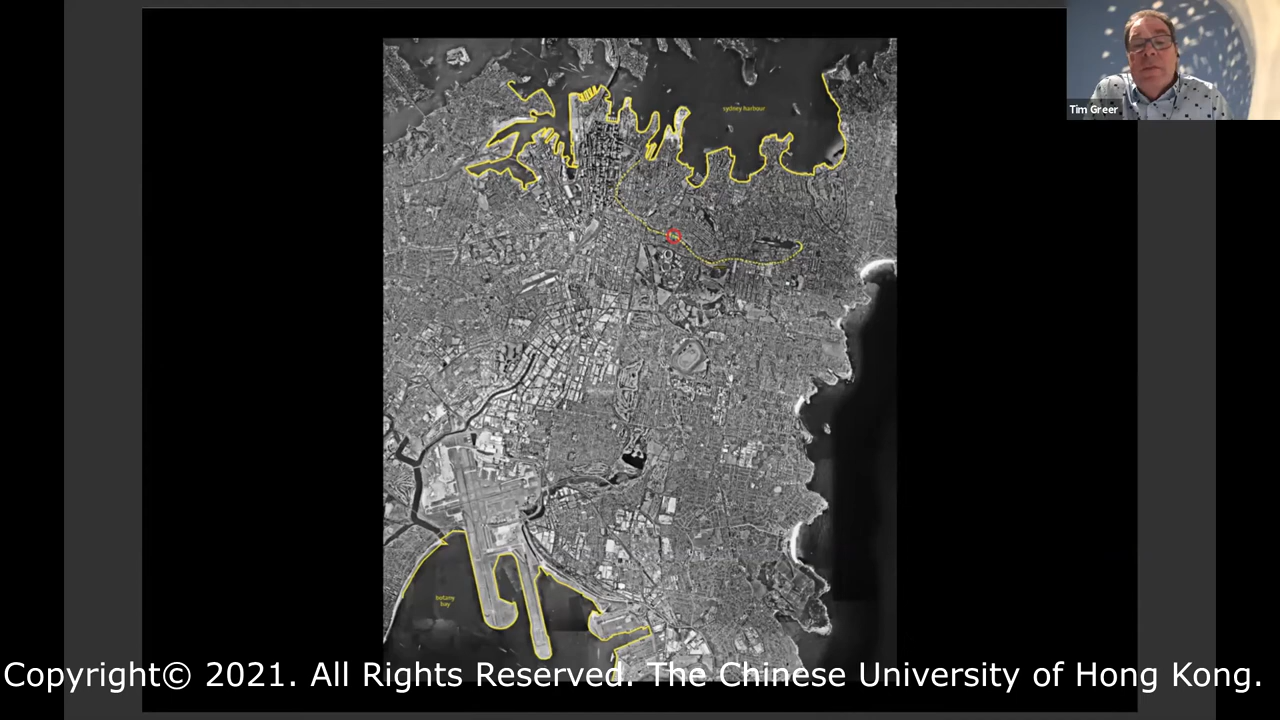 sydney harbour
Tim Greer
botany
bay
Copyright© 2021. All Rights Reserved. The Chinese University of Hong Kong.